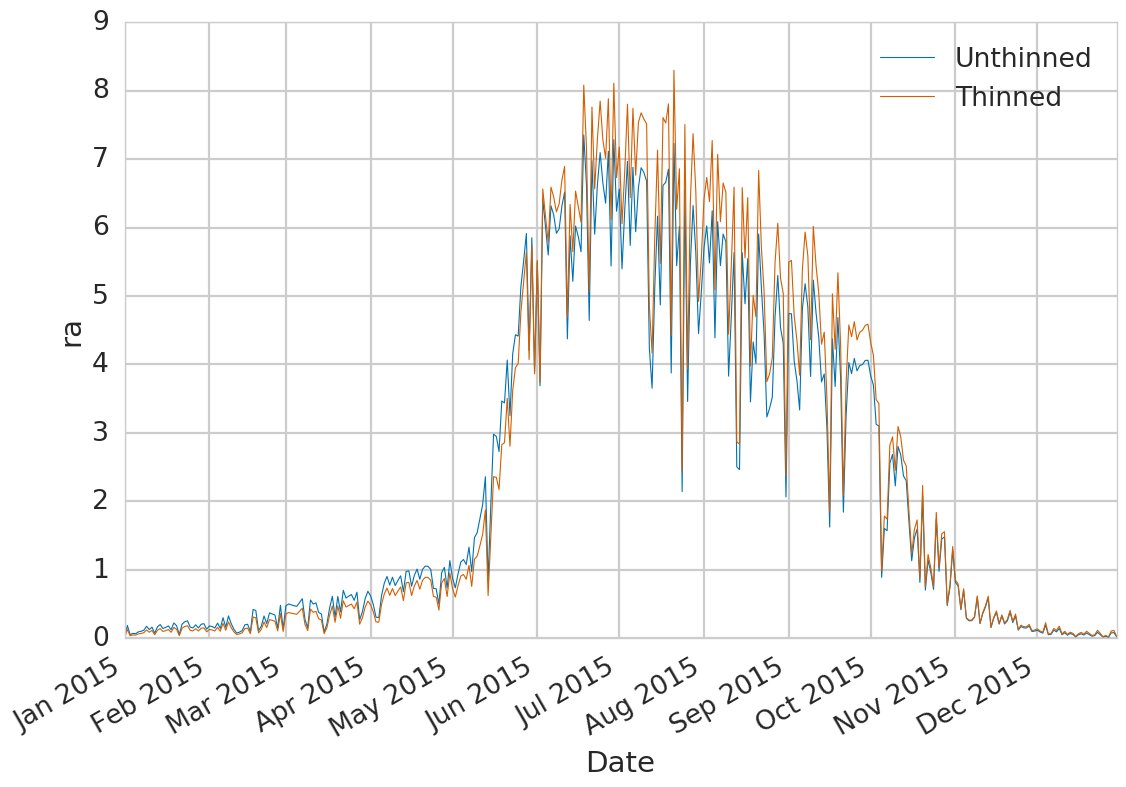 9
8
7
6
5
4
3
2
1
0
ra
Unthinned
Thinned
Jan 2015
Feb 2015
Mar 2015
Apr 2015
May 2015
Jun 2015
Jul 2015
Aug 2015
Sep 2015
Oct 2015
Nov 2015
Dec 2015
Date